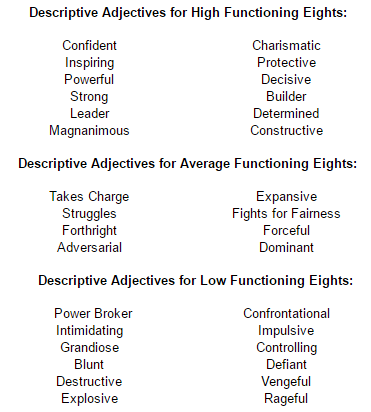 Descriptive Adjectives for High Functioning Eights:
Confident Charismatic
Inspiring Protective
Powerful Decisive
Strong Builder
Leader Determined
Magnanimous Constructive
Descriptive Adjectives for Average Functioning Eights:
Takes Charge Expansive
Struggles Fights for Fairness
Forthright Forceful
Adversarial Dominant
Descriptive Adjectives for Low Functioning Eights:
Power Broker Confrontational
Intimidating Impulsive
Grandiose Controlling
Blunt Defiant
Destructive Vengeful
Explosive Rageful